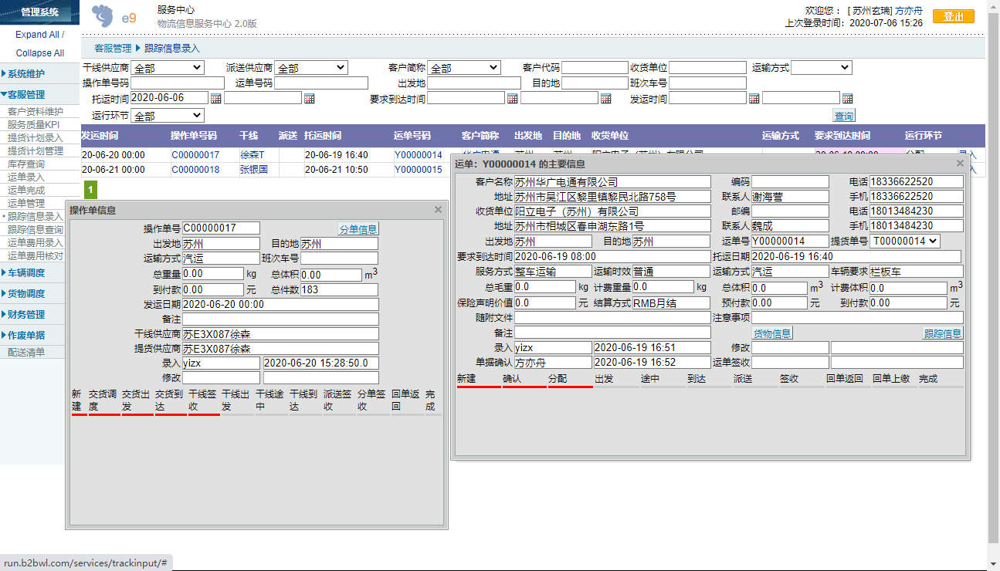 管理系统
e9
服务中心
物流信息服务中心 2.0版
欢迎您： [ 苏州玄瑞] 方亦舟
上次登录时间：2020-07-06 15:26
登出
Expand All /
Collapse All
系统维护
客服管理
客户资料维护
服务质量KPI
提货计划录入
提货计划管理
库存查询
运单录入
运单完成
运单管理
跟踪信息录入
跟踪信息查询
运单费用录入
运单费用核对
车辆调度
货物调度
财务管理
作废单据
配送清单
客服管理 跟踪信息录入
干线供应商 全部 派送供应商 全部 客户简称 全部 客户代码 收货单位 运输方式
操作单号码 运单号码 出发地 目的地 班次车号
托运时间 2020-06-06 要求到达时间 发运时间
运行环节 全部 查询
发运时间 操作单号码 干线 派送 托运时间 运单号码 客户简称 出发地 目的地 收货单位 运输方式 要求到达时间 运行环节
20-06-20 00:00 C00000017 徐森T 20-06-19 16:40 Y00000014
20-06-21 00:00 C00000018 张银国 20-06-21 10:50 Y00000015
1
操作单信息 ×
操作单号 C00000017 分单信息
出发地 苏州 目的地 苏州
运输方式 汽运 班次车号
总重量 0.00 kg 总体积 0.00 m3
到付款 0.00 元 总件数 183
发运日期 2020-06-20 00:00
备注
干线供应商 苏E3X087徐森
提货供应商 苏E3X087徐森
录入 yizx 2020-06-20 15:28:50.0
修改
新建 交货调度 交货出发 交货到达 干线签收 干线出发 干线途中 干线到达 派送签收 分单签收 回单返回 完成
运单：Y00000014 的主要信息 ×
客户名称 苏州华广电通有限公司 编码 电话 18336622520
地址 苏州市吴江区黎里镇黎民北路758号 联系人 谢海营 手机 18336622520
收货单位 阳立电子（苏州）有限公司 邮编 电话 18013484230
地址 苏州市相城区春申湖东路1号 联系人 魏成 手机 18013484230
出发地 苏州 目的地 苏州 运单号 Y00000014 提货单号 T00000014
要求到达时间 2020-06-19 08:00 托运日期 2020-06-19 16:40
服务方式 整车运输 运输时效 普通 运输方式 汽运 车辆要求 栏板车
总毛重 0.0 kg 计费重量 0.0 kg 总体积 0.0 m3 计费体积 0.0 m3
保险声明价值 0.0 元 结算方式 RMB月结 预付款 0.00 元 到付款 0.00 元
随附文件 注意事项
备注 货物信息 跟踪信息
录入 yizx 2020-06-19 16:51 修改
单据确认 方亦舟 2020-06-19 16:52 运单签收
新建 确认 分配 出发 途中 到达 派送 签收 回单返回 回单上缴 完成
run.b2bwl.com/services/trackinput/#